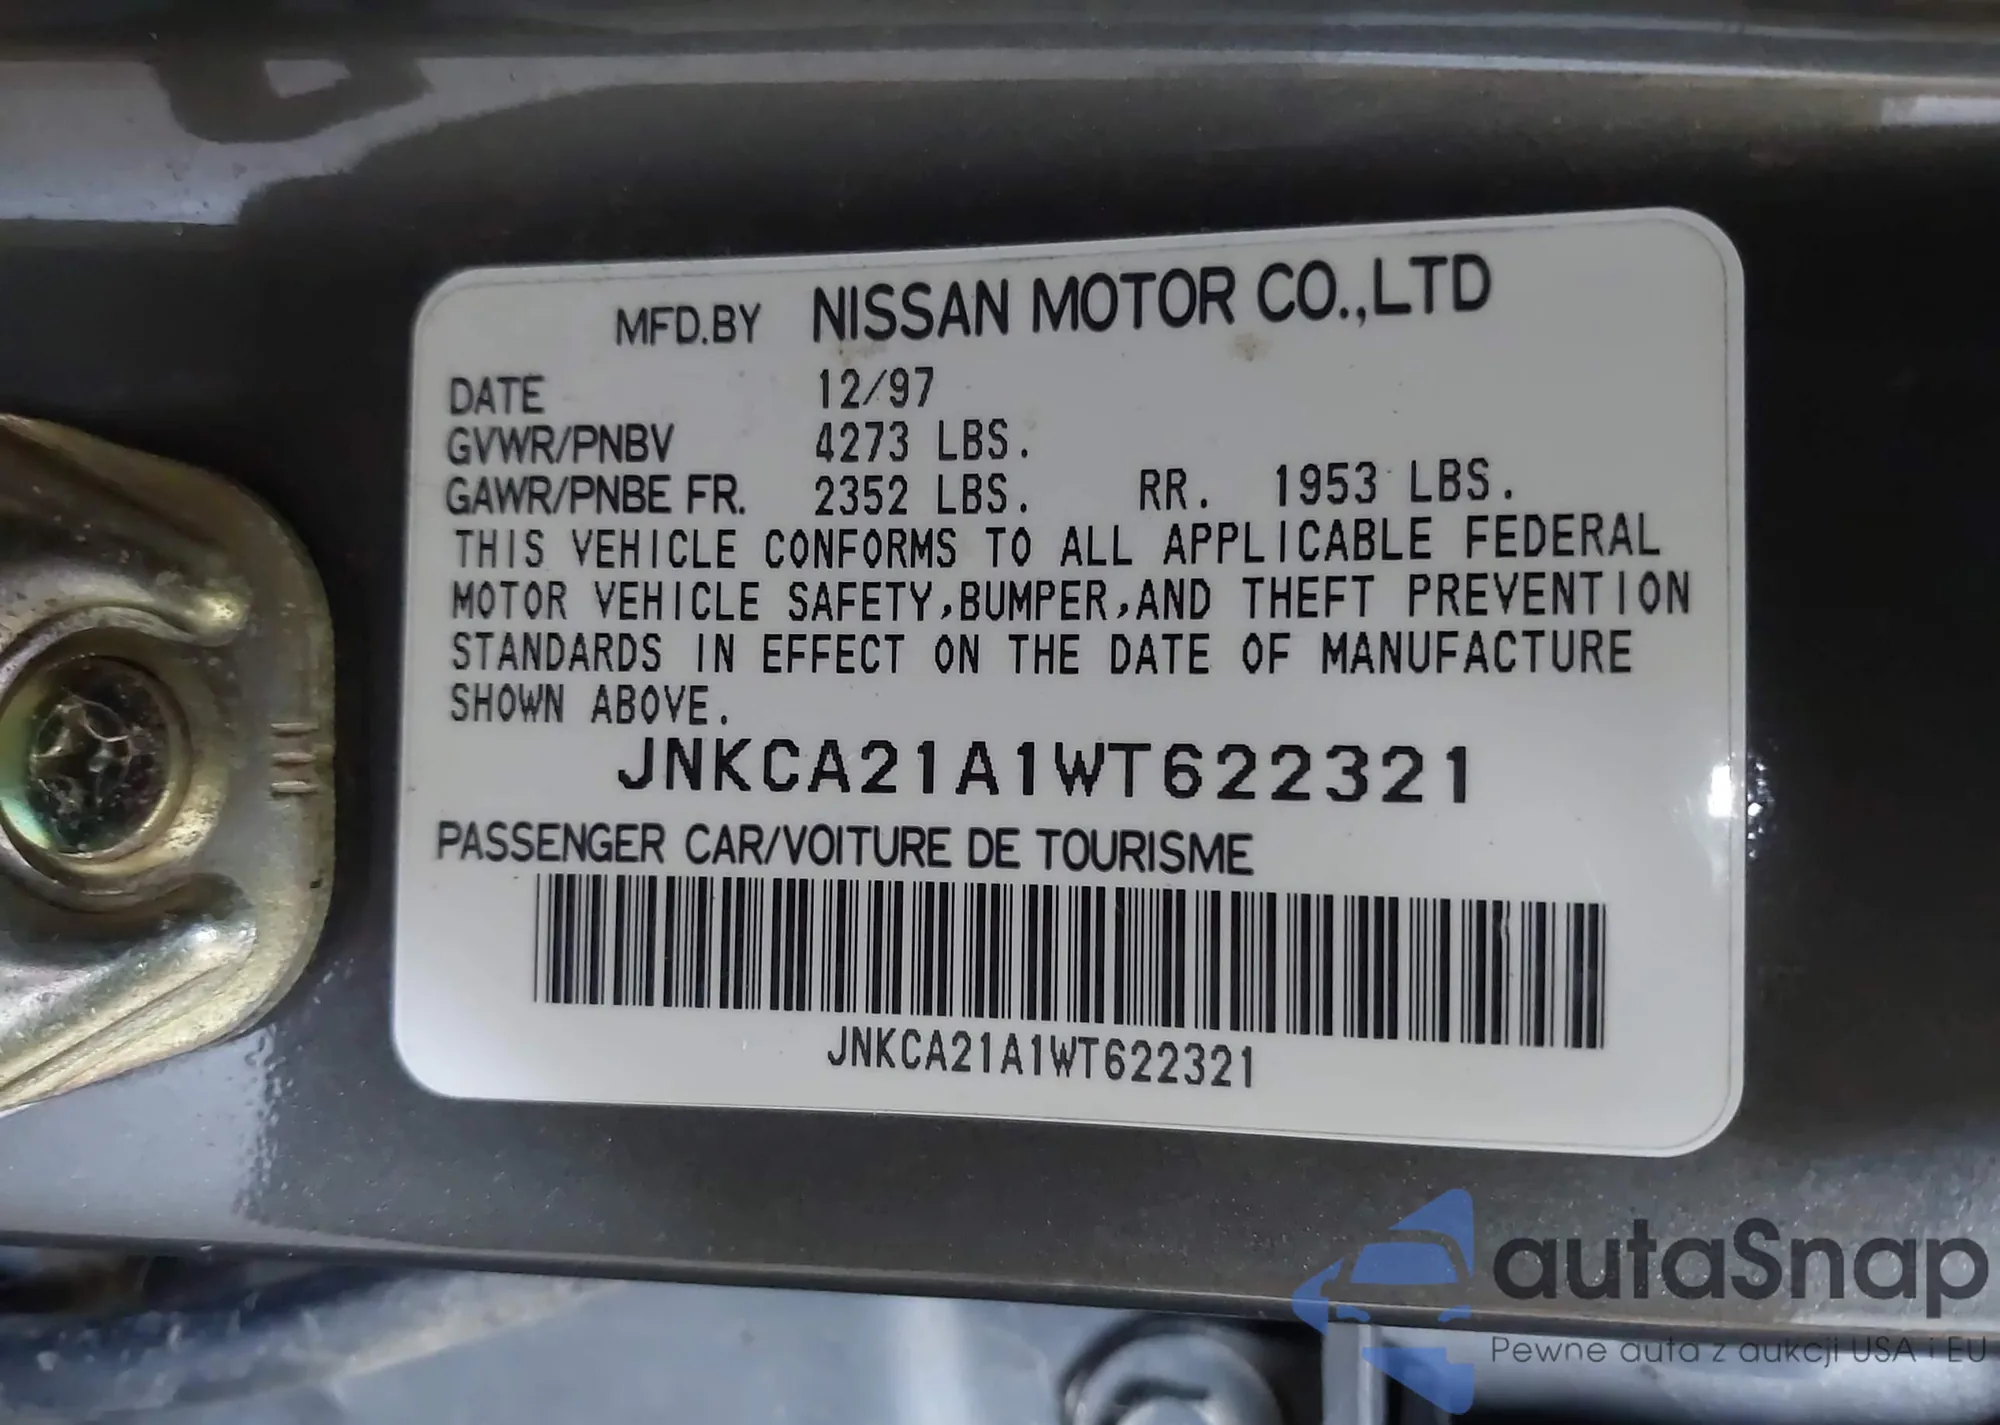 MFD.BY NISSAN MOTOR CO.,LTD
DATE 12/97
GVWR/PNBV 4273 LBS.
GAWR/PNBE FR. 2352 LBS. RR. 1953 LBS.
THIS VEHICLE CONFORMS TO ALL APPLICABLE FEDERAL
MOTOR VEHICLE SAFETY,BUMPER,AND THEFT PREVENTION
STANDARDS IN EFFECT ON THE DATE OF MANUFACTURE
SHOWN ABOVE.
JNKCA21A1WT622321
PASSENGER CAR/VOITURE DE TOURISME
JNKCA21A1WT622321
autaSnap
Pewne auta z aukcji USA i EU